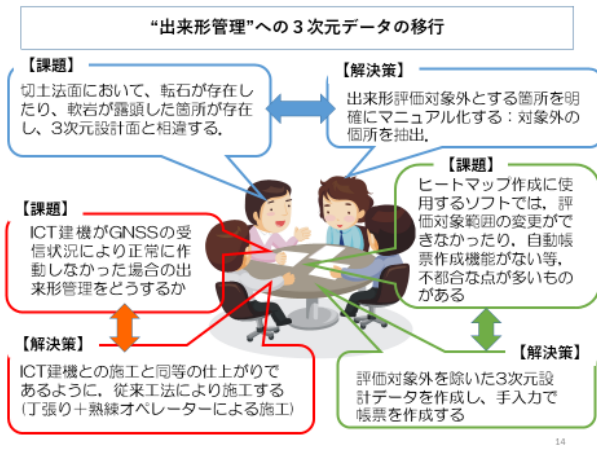 “出来形管理”への３次元データの移行
【課題】
切土法面において、転石が存在し
たり、軟岩が露頭した箇所が存在
し、3次元設計面と相違する．
【解決策】
出来形評価対象外とする箇所を明
確にマニュアル化する：対象外の
個所を抽出．
【課題】
ICT建機がGNSSの受
信状況により正常に作
動しなかった場合の出
来形管理をどうするか
【解決策】
ICT建機との施工と同等の仕上がりで
あるように，従来工法により施工する
(丁張り＋熟練オペレーターによる施工)
【課題】
ヒートマップ作成に使
用するソフトでは，評
価対象範囲の変更がで
きなかったり，自動帳
票作成機能がない等，
不都合な点が多いもの
がある
【解決策】
評価対象外を除いた3次元設
計データを作成し、手入力で
帳票を作成する
14